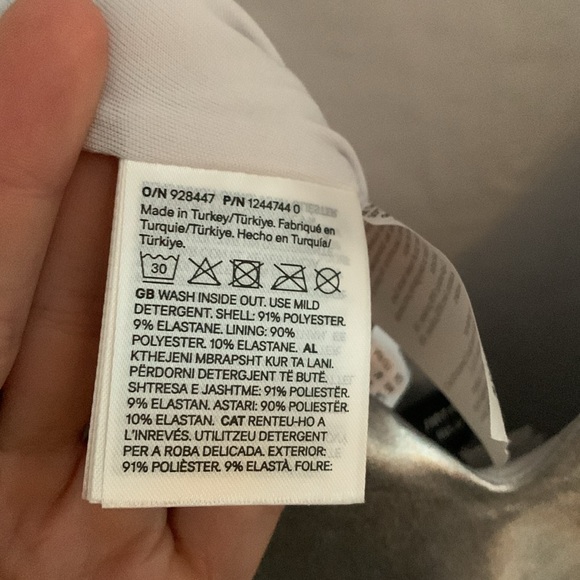 O/N 928447 P/N 1244744 0
Made in Turkey/Türkiye. Fabriqué en
Turquie/Türkiye. Hecho en Turquía/
Türkiye.
30
GB WASH INSIDE OUT. USE MILD
DETERGENT. SHELL: 91% POLYESTER.
9% ELASTANE. LINING: 90%
POLYESTER. 10% ELASTANE. AL
KTHEJENI MBRAPSHT KUR TA LANI.
PËRDORNI DETERGJENT TË BUTË.
SHTRESA E JASHTME: 91% POLIESTËR.
9% ELASTAN. ASTARI: 90% POLIESTËR.
10% ELASTAN. CAT RENTEU-HO A
L'INREVÉS. UTILITZEU DETERGENT
PER A ROBA DELICADA. EXTERIOR:
91% POLIÈSTER. 9% ELASTÀ. FOLRE: